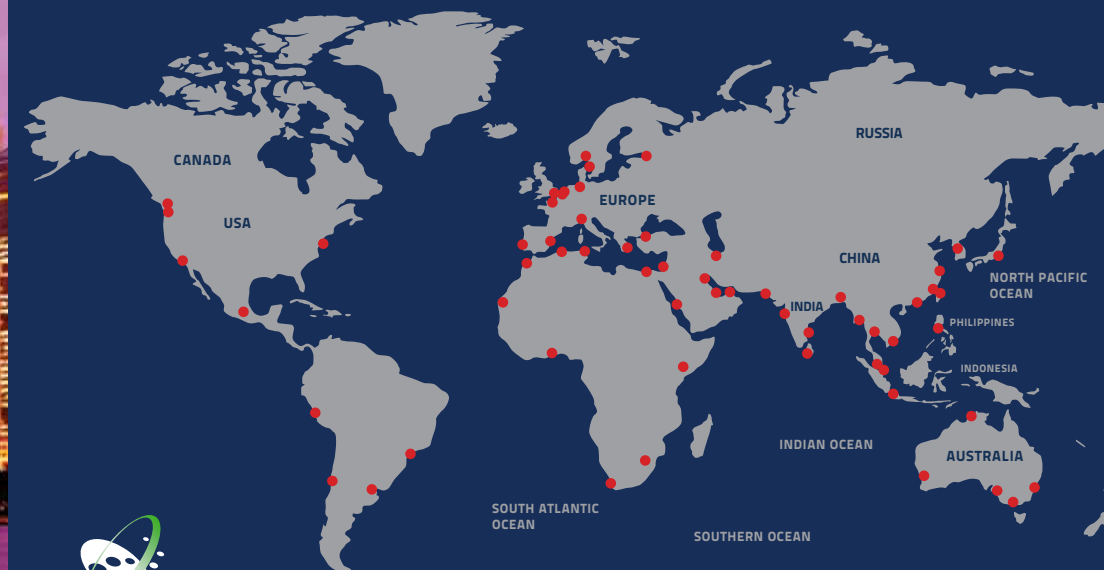 RUSSIA
CANADA
EUROPE
USA
CHINA
NORTH PACIFIC
OCEAN
INDIA
PHILIPPINES
INDONESIA
INDIAN OCEAN
AUSTRALIA
SOUTH ATLANTIC
OCEAN
SOUTHERN OCEAN